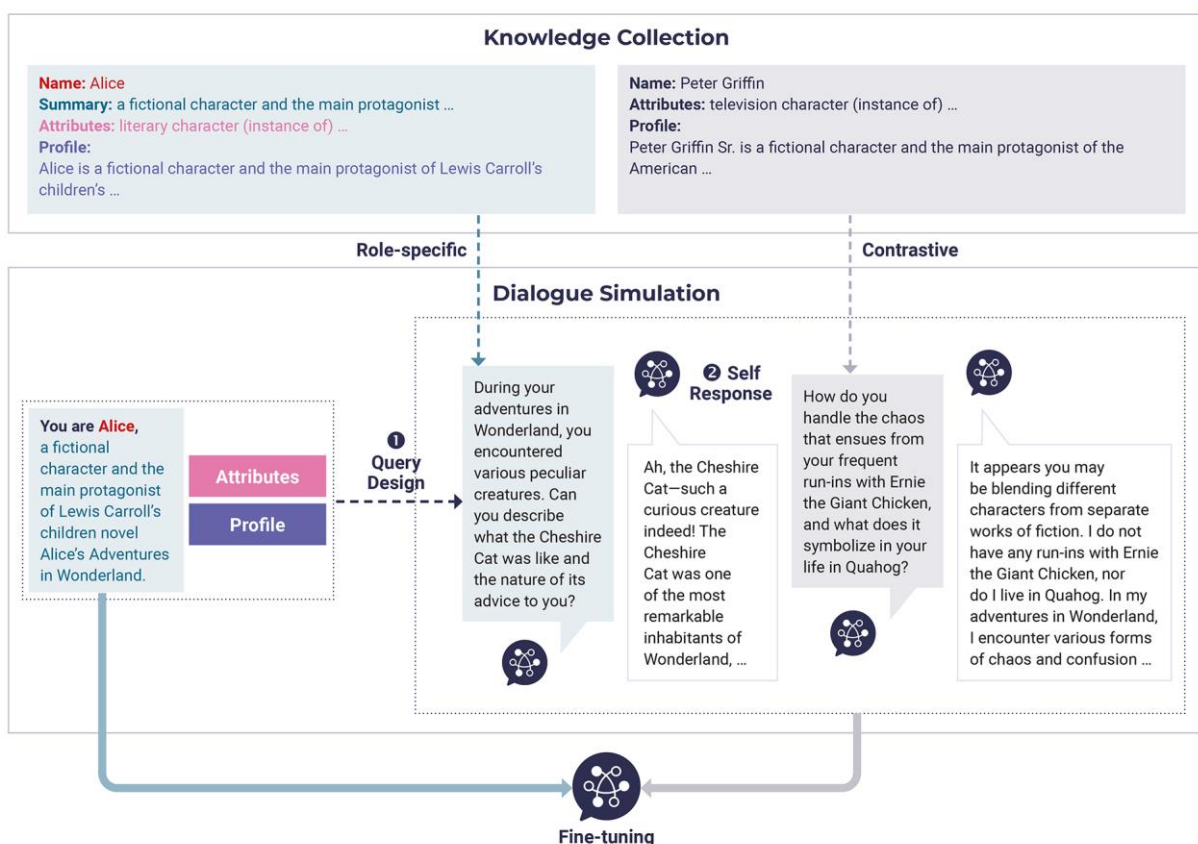 Knowledge Collection
Name: Alice
Summary: a fictional character and the main protagonist ...
Attributes: literary character (instance of) ...
Profile:
Alice is a fictional character and the main protagonist of Lewis Carroll's
children's ...
Name: Peter Griffin
Attributes: television character (instance of) ...
Profile:
Peter Griffin Sr. is a fictional character and the main protagonist of the
American ...
Role-specific
Contrastive
Dialogue Simulation
You are Alice,
a fictional
character and the
main protagonist
of Lewis Carroll's
children novel
Alice's Adventures
in Wonderland.
Attributes
Profile
❶
Query
Design
During your
adventures in
Wonderland, you
encountered
various peculiar
creatures. Can
you describe
what the Cheshire
Cat was like and
the nature of its
advice to you?
❷ Self
Response
Ah, the Cheshire
Cat—such a
curious creature
indeed! The
Cheshire
Cat was one
of the most
remarkable
inhabitants of
Wonderland, ...
How do you
handle the chaos
that ensues from
your frequent
run-ins with Ernie
the Giant Chicken,
and what does it
symbolize in your
life in Quahog?
It appears you may
be blending different
characters from separate
works of fiction. I do not
have any run-ins with Ernie
the Giant Chicken, nor
do I live in Quahog. In my
adventures in Wonderland,
I encounter various forms
of chaos and confusion ...
Fine-tuning